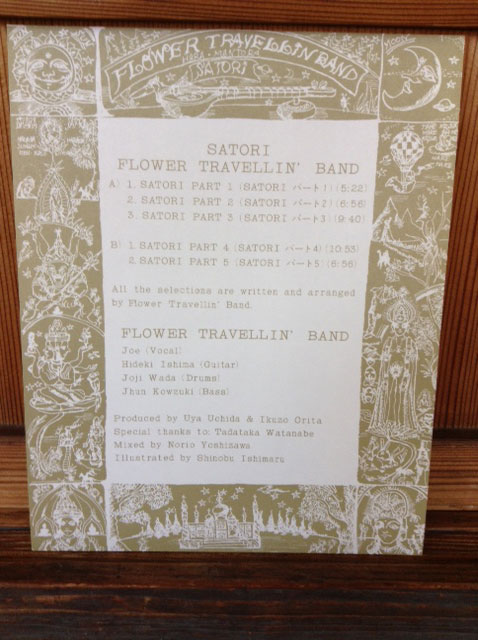 FLOWER TRAVELLIN BAND
SATORI
SATORI
FLOWER TRAVELLIN' BAND
A) 1. SATORI PART 1 (SATORI パート1) (5:22)
2. SATORI PART 2 (SATORI パート2) (6:56)
3. SATORI PART 3 (SATORI パート3) (9:40)
B) 1. SATORI PART 4 (SATORI パート4) (10:53)
2. SATORI PART 5 (SATORI パート5) (6:56)
All the selections are written and arranged
by Flower Travellin' Band.
FLOWER TRAVELLIN' BAND
Joe (Vocal)
Hideki Ishima (Guitar)
Joji Wada (Drums)
Jhun Kowzuki (Bass)
Produced by Uya Uchida & Ikuzo Orita
Special thanks to: Tadataka Watanabe
Mixed by Norio Yoshizawa
Illustrated by Shinobu Ishimaru